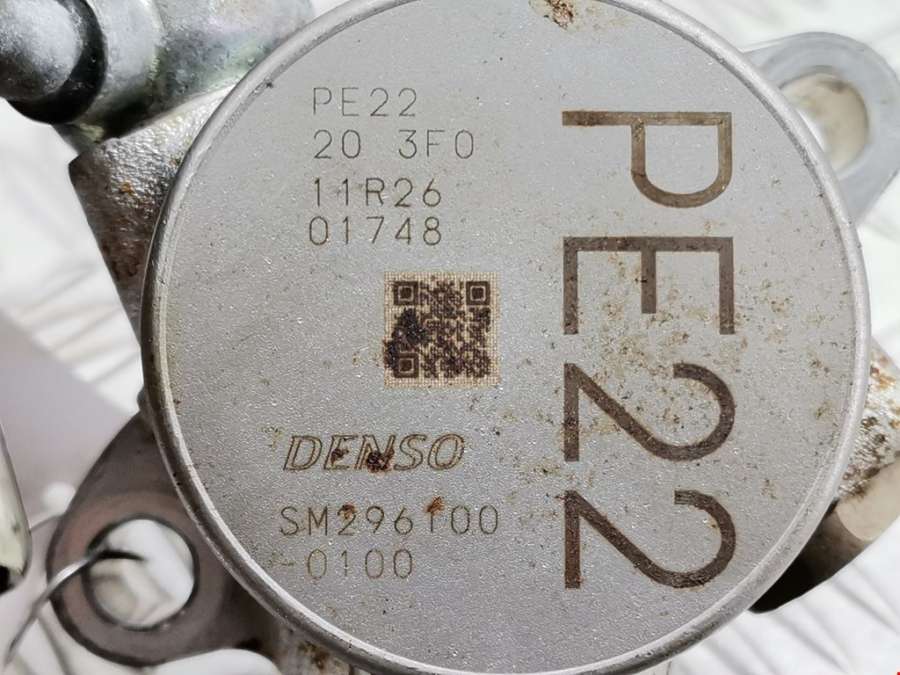 PE22
20 3F0
11R26
01748
DENSO
SM296100
-0100
PE22